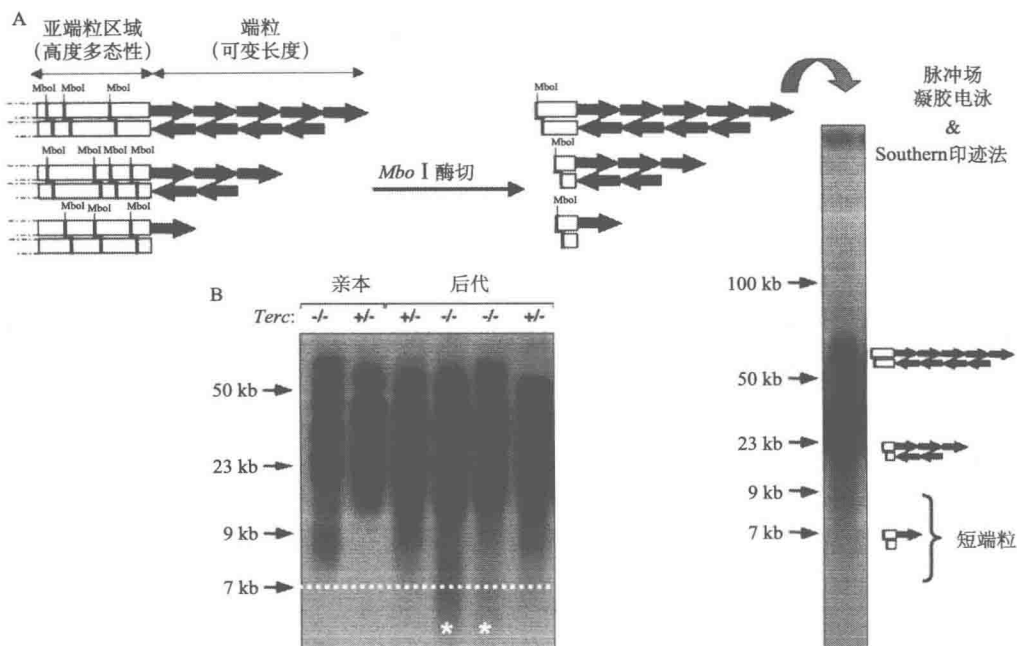 A
亚端粒区域
(高度多态性)
端粒
(可变长度)
MboI
MboI
MboI
MboI
MboI
MboI
MboI
MboI
MboI
MboI
Mbo I 酶切
MboI
MboI
MboI
脉冲场
凝胶电泳
&
Southern印迹法
100 kb
50 kb
23 kb
9 kb
7 kb
短端粒
B
亲本
后代
Terc:
-/-
+/-
+/-
-/-
-/-
+/-
50 kb
23 kb
9 kb
7 kb
*
*